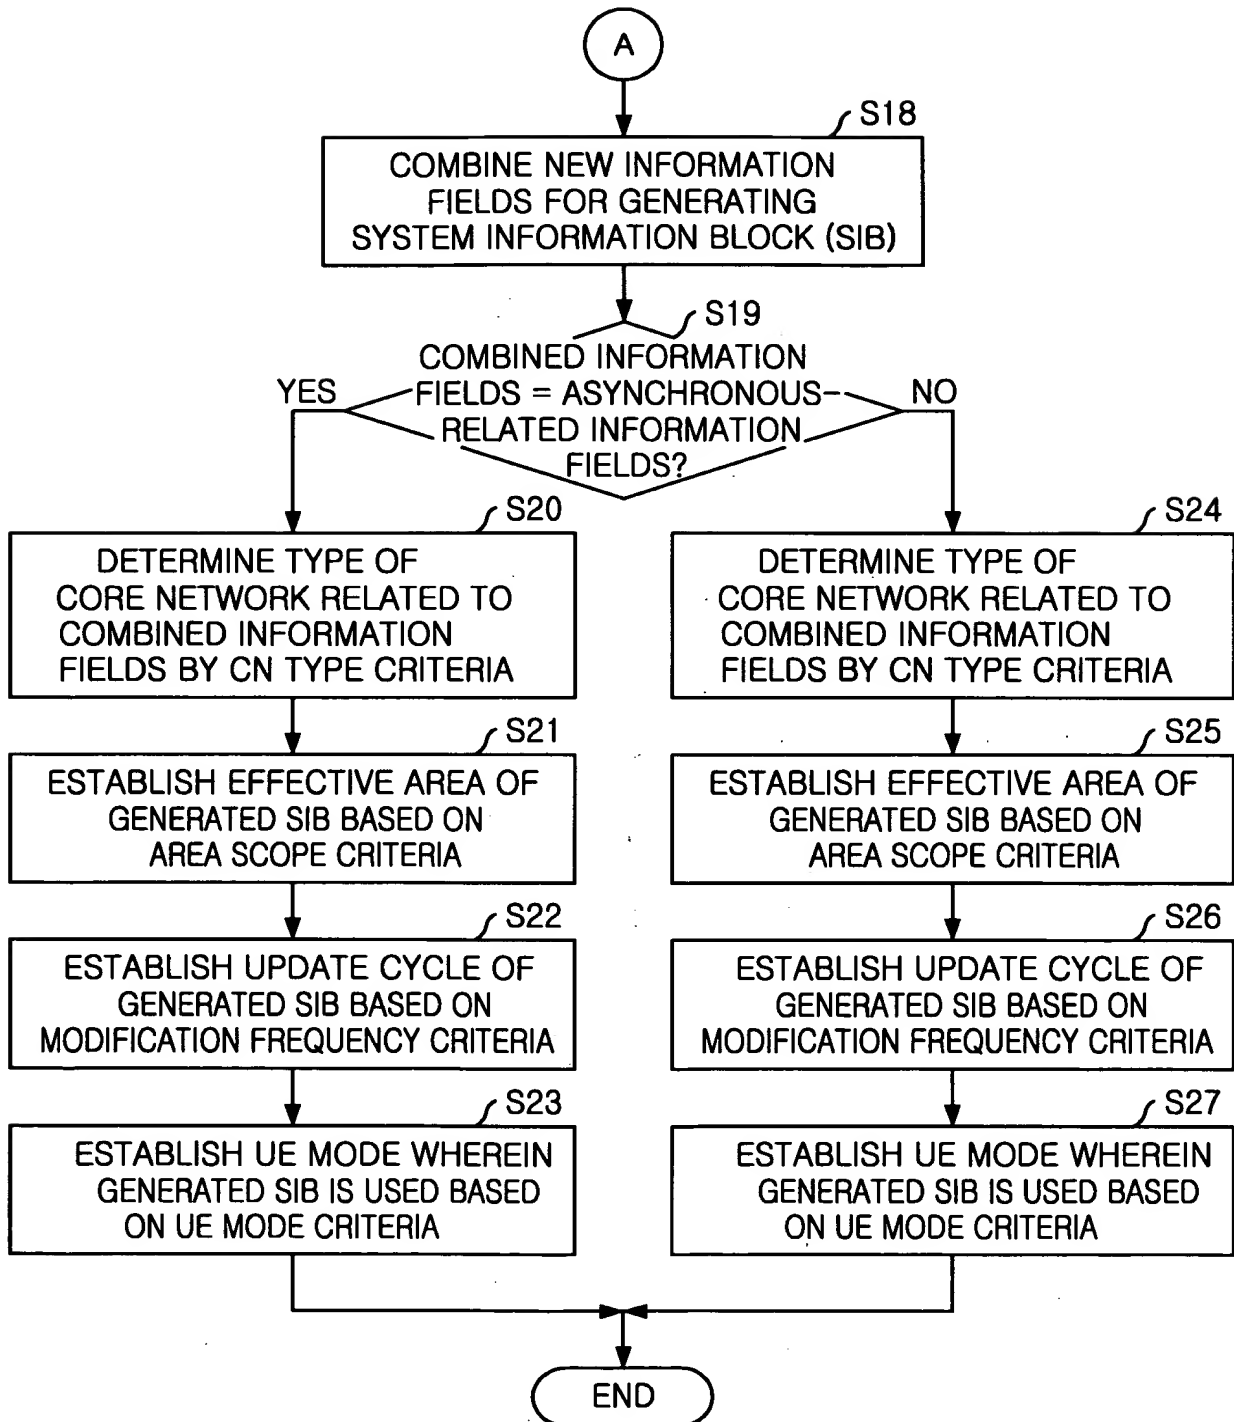 A
S18
COMBINE NEW INFORMATION
FIELDS FOR GENERATING
SYSTEM INFORMATION BLOCK (SIB)
S19
COMBINED INFORMATION
YES
FIELDS = ASYNCHRONOUS-
NO
RELATED INFORMATION
FIELDS?
S20
DETERMINE TYPE OF
CORE NETWORK RELATED TO
COMBINED INFORMATION
FIELDS BY CN TYPE CRITERIA
S21
ESTABLISH EFFECTIVE AREA OF
GENERATED SIB BASED ON
AREA SCOPE CRITERIA
S22
ESTABLISH UPDATE CYCLE OF
GENERATED SIB BASED ON
MODIFICATION FREQUENCY CRITERIA
S23
ESTABLISH UE MODE WHEREIN
GENERATED SIB IS USED BASED
ON UE MODE CRITERIA
S24
DETERMINE TYPE OF
CORE NETWORK RELATED TO
COMBINED INFORMATION
FIELDS BY CN TYPE CRITERIA
S25
ESTABLISH EFFECTIVE AREA OF
GENERATED SIB BASED ON
AREA SCOPE CRITERIA
S26
ESTABLISH UPDATE CYCLE OF
GENERATED SIB BASED ON
MODIFICATION FREQUENCY CRITERIA
S27
ESTABLISH UE MODE WHEREIN
GENERATED SIB IS USED BASED
ON UE MODE CRITERIA
END